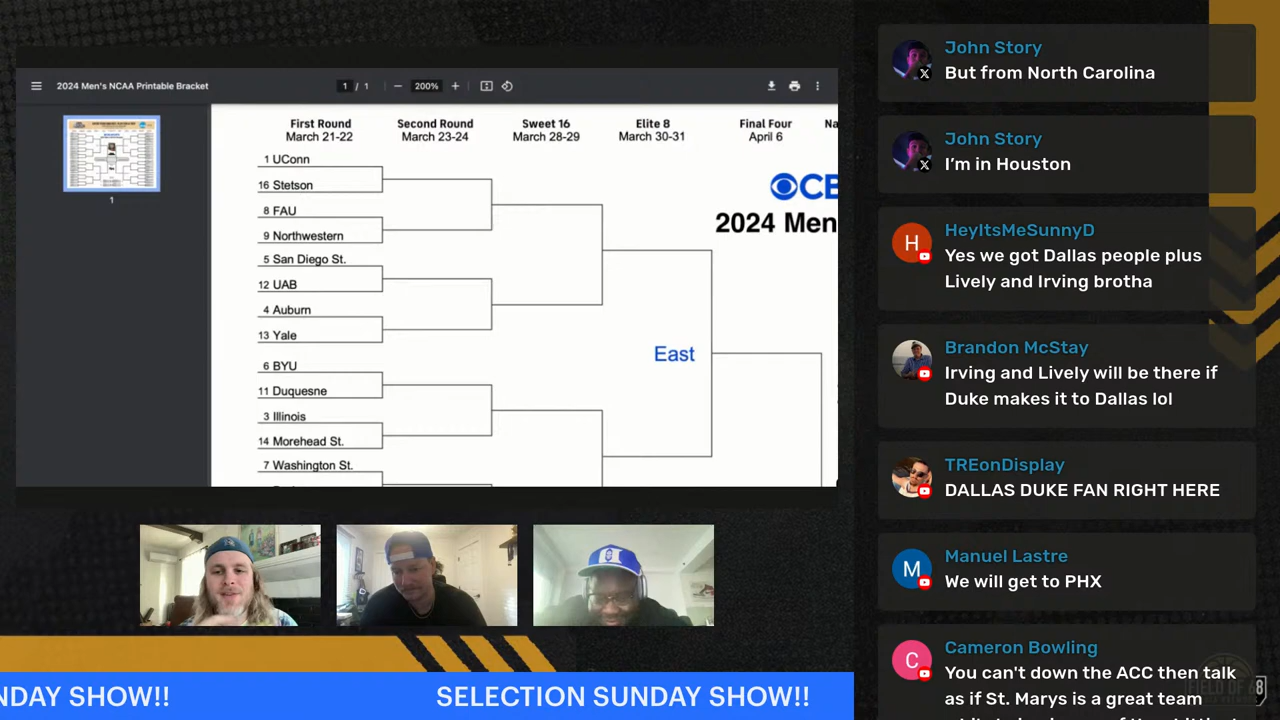 2024 Men's NCAA Printable Bracket
1 / 1
200%
1
First Round
March 21-22
Second Round
March 23-24
Sweet 16
March 28-29
Elite 8
March 30-31
Final Four
April 6
Na
1 UConn
16 Stetson
8 FAU
9 Northwestern
5 San Diego St.
12 UAB
4 Auburn
13 Yale
6 BYU
11 Duquesne
3 Illinois
14 Morehead St.
7 Washington St.
CB
2024 Men
East
NDAY SHOW!!
SELECTION SUNDAY SHOW!!
John Story
But from North Carolina
John Story
I'm in Houston
H
HeyItsMeSunnyD
Yes we got Dallas people plus
Lively and Irving brotha
Brandon McStay
Irving and Lively will be there if
Duke makes it to Dallas lol
TREonDisplay
DALLAS DUKE FAN RIGHT HERE
M
Manuel Lastre
We will get to PHX
C
Cameron Bowling
You can't down the ACC then talk
as if St. Marys is a great team
FIELD OF 68